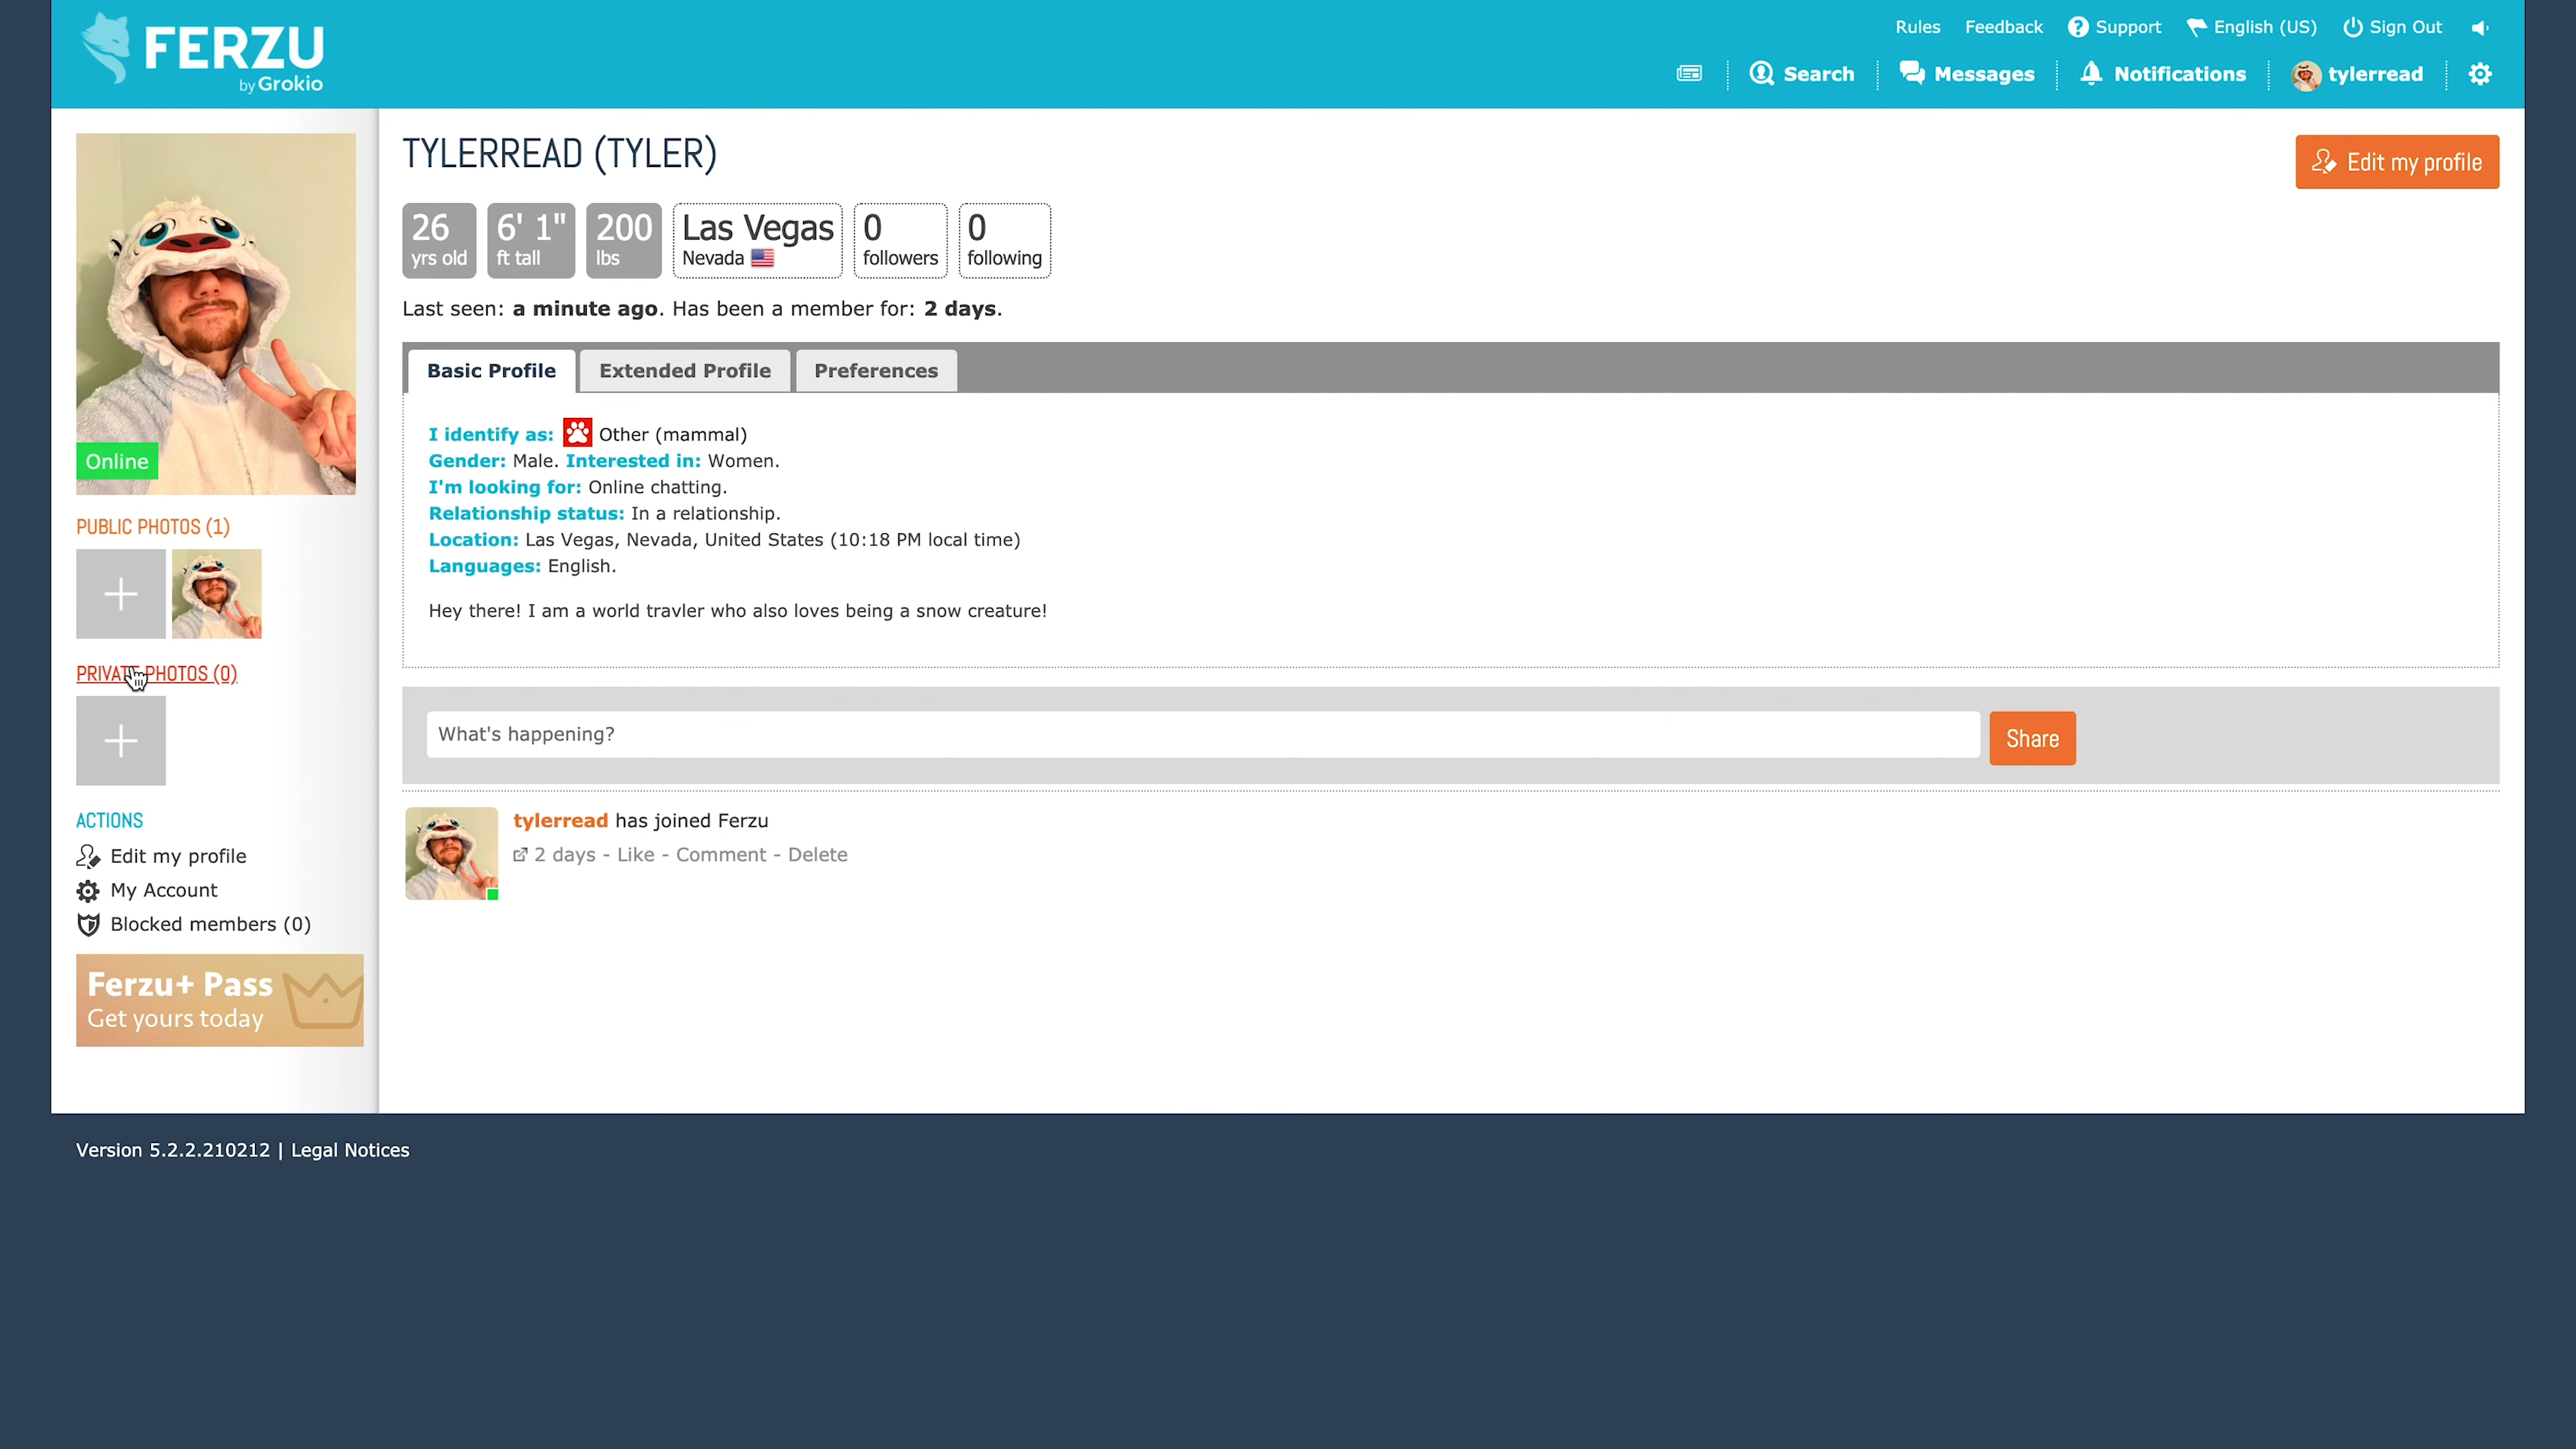 FERZU
by Grokio
Rules Feedback Support English (US) Sign Out
Search Messages Notifications tylerread
TYLERREAD (TYLER)
Edit my profile
26 6' 1" 200 Las Vegas 0 0
yrs old ft tall lbs Nevada followers following
Last seen: a minute ago. Has been a member for: 2 days.
Basic Profile Extended Profile Preferences
I identify as: Other (mammal)
Gender: Male. Interested in: Women.
I'm looking for: Online chatting.
Relationship status: In a relationship.
Location: Las Vegas, Nevada, United States (10:18 PM local time)
Languages: English.
Hey there! I am a world travler who also loves being a snow creature!
What's happening? Share
tylerread has joined Ferzu
2 days - Like - Comment - Delete
Online
PUBLIC PHOTOS (1)
PRIVATE PHOTOS (0)
ACTIONS
Edit my profile
My Account
Blocked members (0)
Ferzu+ Pass
Get yours today
Version 5.2.2.210212 | Legal Notices